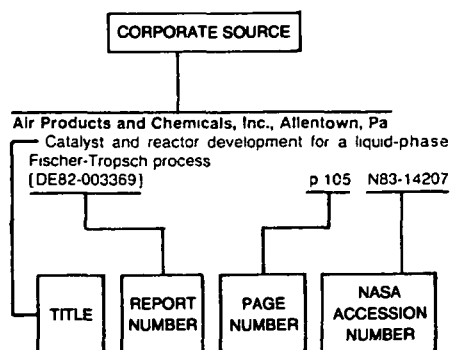 CORPORATE SOURCE
Air Products and Chemicals, Inc., Allentown, Pa
Catalyst and reactor development for a liquid-phase
Fischer-Tropsch process
[DE82-003369] p 105 N83-14207
TITLE
REPORT
NUMBER
PAGE
NUMBER
NASA
ACCESSION
NUMBER